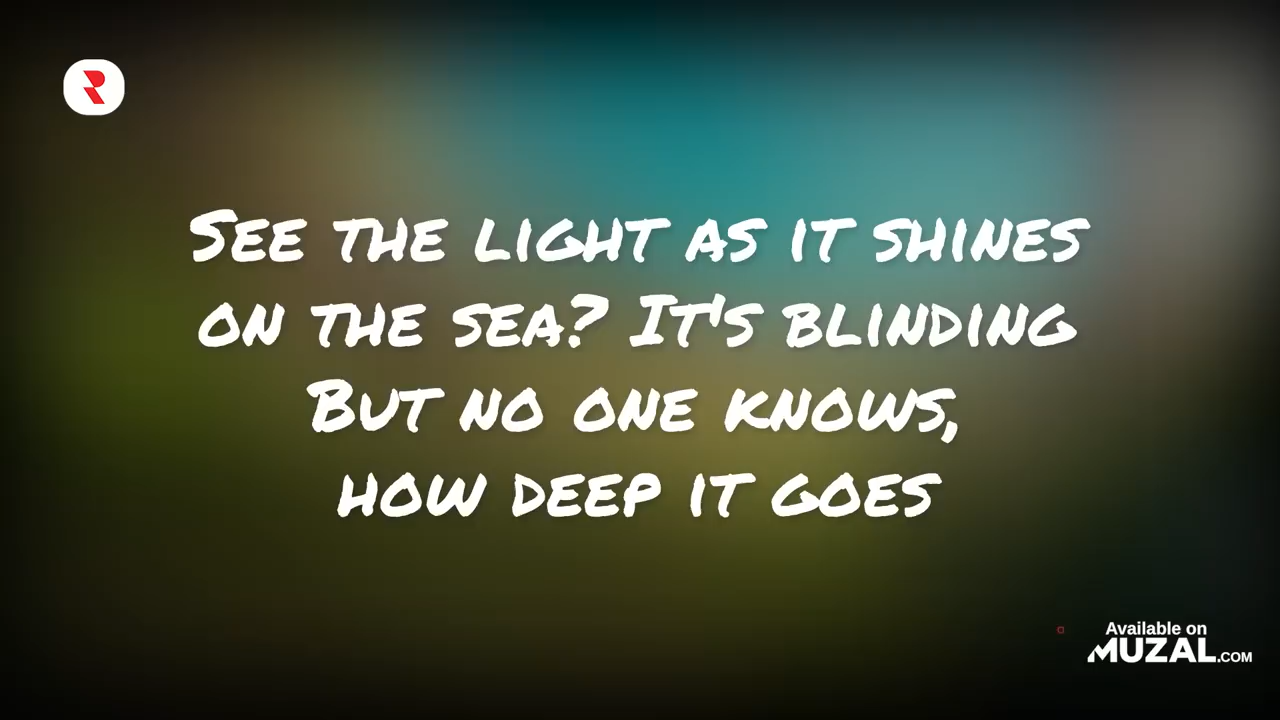 See the light as it shines
on the sea? It's blinding
But no one knows,
how deep it goes
Available on
MUZAL.COM